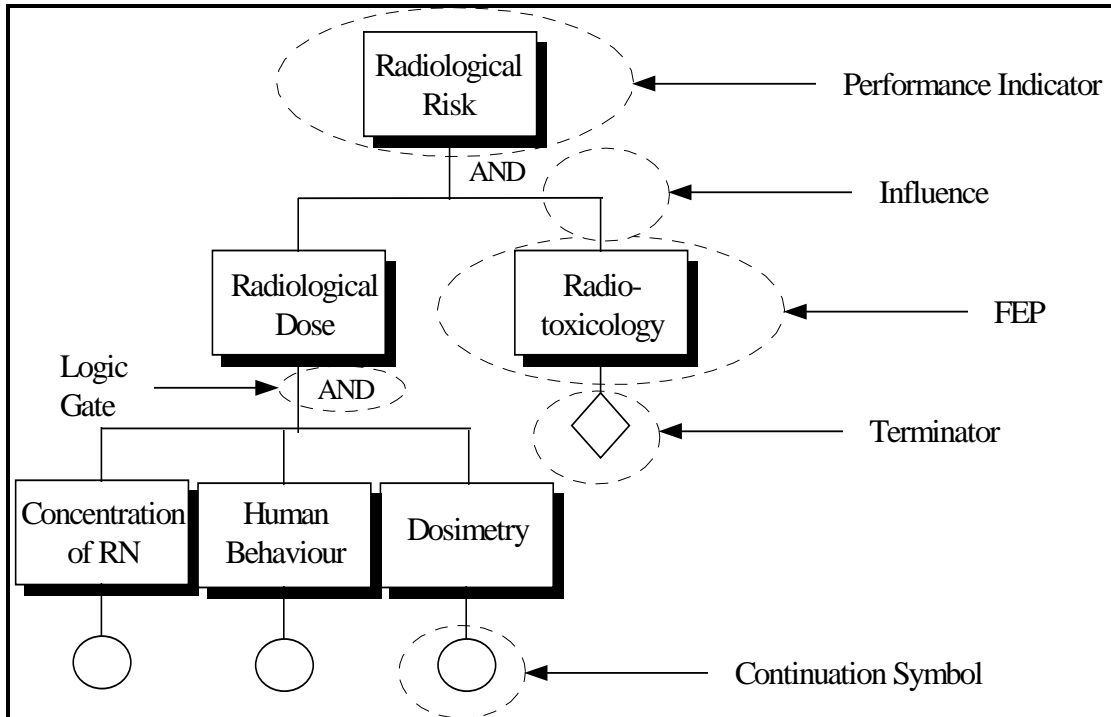 Radiological
Risk
Performance Indicator
AND
Influence
Radiological
Dose
Radio-
toxicology
FEP
Logic
Gate
AND
Terminator
Concentration
of RN
Human
Behaviour
Dosimetry
Continuation Symbol